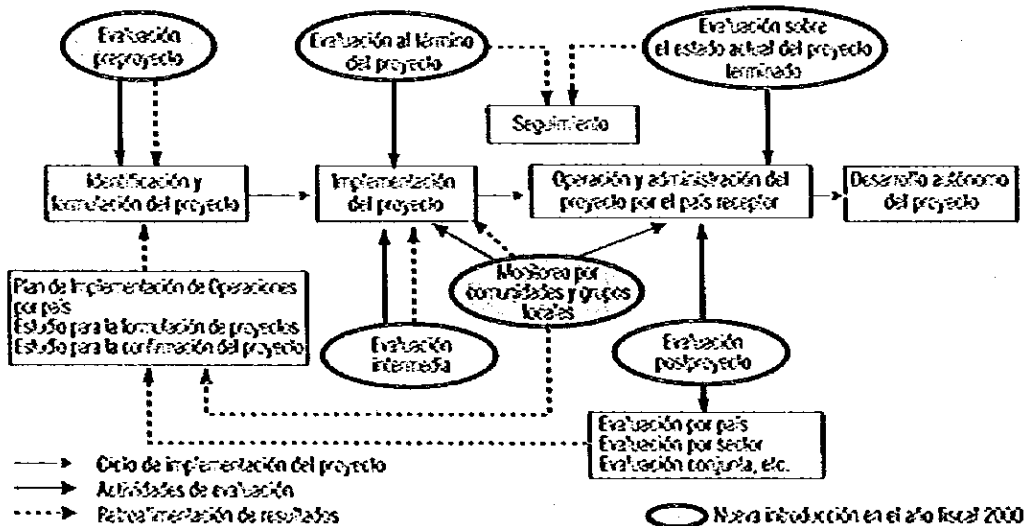 Evaluación
preproyecto
Evaluación al término
del proyecto
Evaluación sobre
el estado actual del proyecto
terminado
Seguimiento
Identificación y
formulación del proyecto
Implementación
del proyecto
Operación y administración del
proyecto por el país receptor
Desarrollo autónomo
del proyecto
Plan de Implementación de Operaciones
por país
Estudio para la formulación de proyectos
Estudio para la confirmación del proyecto
Monitoreo por
comunidades y grupos
locales
Evaluación
intermedia
Evaluación
postproyecto
Evaluación por país
Evaluación por sector
Evaluación conjunta, etc.
Ciclo de implementación del proyecto
Actividades de evaluación
Retroalimentación de resultados
Nueva introducción en el año fiscal 2000